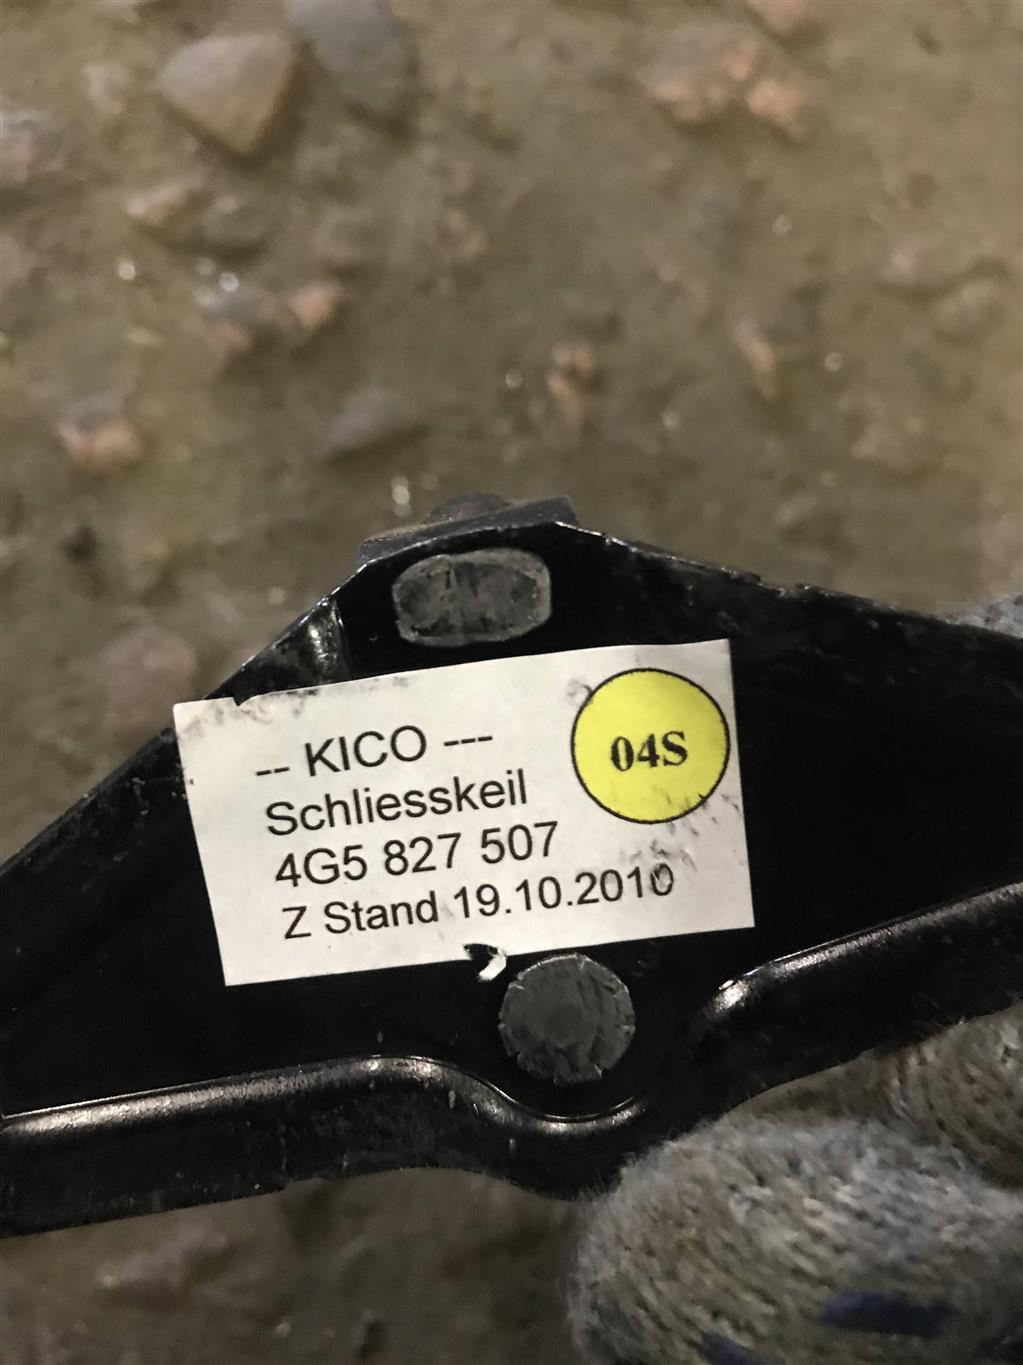 -- KICO ---
04S
Schliesskeil
4G5 827 507
Z Stand 19.10.2010